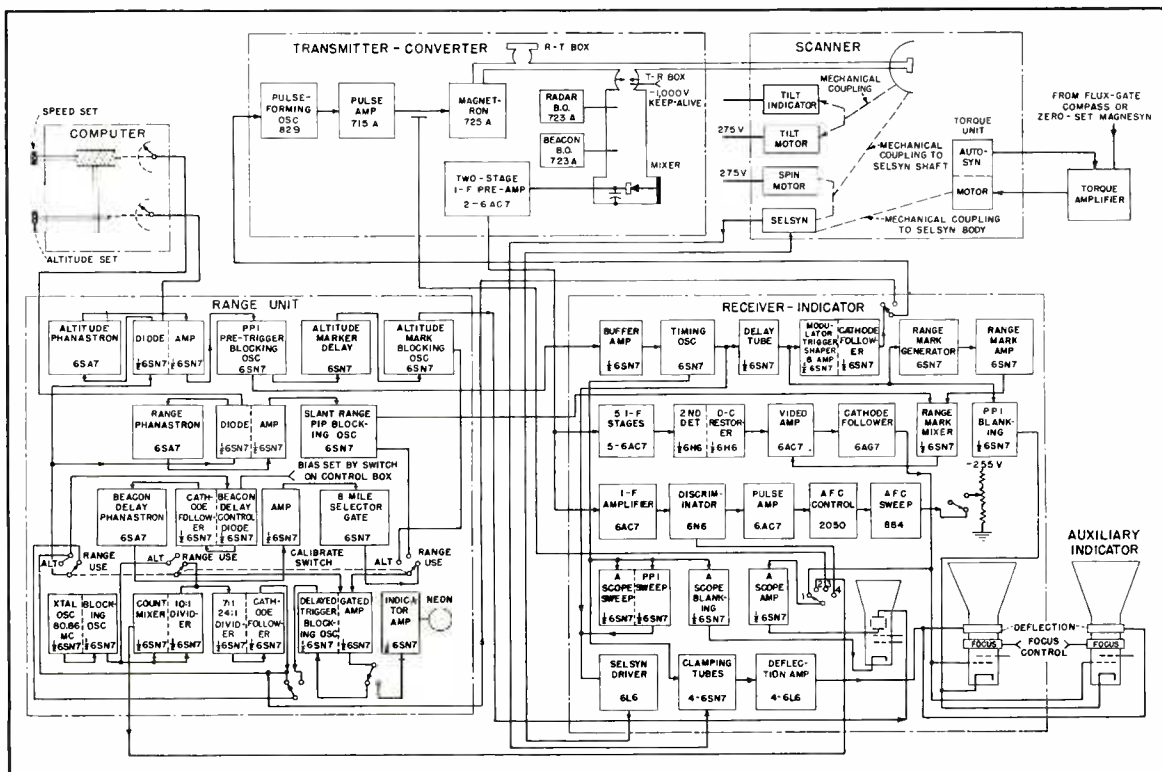 TRANSMITTER - CONVERTER
R-T BOX
PULSE-
FORMING
OSC
829
PULSE
AMP
715A
MAGNET-
RON
725A
T-R BOX
-1,000V
KEEP-ALIVE
RADAR
B.O.
723A
BEACON
B.O.
723A
MIXER
TWO-STAGE
I-F PRE-AMP
2-6AC7
SCANNER
MECHANICAL
COUPLING
TILT
INDICATOR
275V
TILT
MOTOR
275V
SPIN
MOTOR
SELSYN
MECHANICAL
COUPLING TO
SELSYN SHAFT
MECHANICAL COUPLING
TO SELSYN BODY
TORQUE
UNIT
AUTO-
SYN
MOTOR
FROM FLUX-GATE
COMPASS OR
ZERO-SET MAGNESYN
TORQUE
AMPLIFIER
SPEED SET
COMPUTER
ALTITUDE SET
RANGE UNIT
ALTITUDE
PHANASTRON
6SA7
DIODE
½6SN7
AMP
½6SN7
PPI
PRE-TRIGGER
BLOCKING
OSC
6SN7
ALTITUDE
MARKER
DELAY
6SN7
ALTITUDE
MARK
BLOCKING
OSC
6SN7
RANGE
PHANASTRON
6SA7
DIODE
½6SN7
AMP
½6SN7
SLANT RANGE
PIP BLOCK-
ING OSC
6SN7
BIAS SET BY SWITCH
ON CONTROL BOX
BEACON
DELAY
PHANASTRON
6SA7
CATH-
ODE
FOLLOW-
ER
½6SN7
BEACON
DELAY
CONTROL
DIODE
½6SN7
AMP
½6SN7
8 MILE
SELECTOR
GATE
6SN7
ALT
RANGE
USE
ALT
RANGE USE
CALIBRATE
SWITCH
ALT
RANGE
USE
XTAL
OSC
80.86
MC
½6SN7
BLOCK-
ING
OSC
½6SN7
COUNT
MIXER
½6SN7
10:1
DIVID-
ER
½6SN7
7:1
24:1
DIVIDER
½6SN7
CATH-
ODE
FOLLOW-
ER
½6SN7
DELAYED
TRIGGER
BLOCK-
ING OSC
½6SN7
GATED
AMP
½6SN7
INDICA
TOR
AMP
6SN7
NEON
RECEIVER-INDICATOR
BUFFER
AMP
½6SN7
TIMING
OSC
6SN7
DELAY
TUBE
½6SN7
MODU-
LATOR
TRIGGER
SHAPER
& AMP
½6SN7
CATHODE
FOLLOW-
ER
½6SN7
RANGE
MARK
GENERATOR
6SN7
RANGE
MARK
AMP
6SN7
5 I-F
STAGES
5-6AC7
2ND
DET
½6H6
D-C
RESTOR-
ER
½6H6
VIDEO
AMP
6AC7
CATHODE
FOLLOWER
6AG7
RANGE
MARK
MIXER
½6SN7
PPI
BLANK-
ING
½6SN7
-255V
I-F
AMPLIFIER
6AC7
DISCRIM-
INATOR
6H6
PULSE
AMP
6AC7
A F C
CONTROL
2050
A.F.C
SWEEP
884
A
SCOPE
SWEEP
½6SN7
PPI
SWEEP
½6SN7
A
SCOPE
BLANK-
ING
½6SN7
A
SCOPE
AMP
½6SN7
1
2
3
4
SELSYN
DRIVER
6L6
CLAMPING
TUBES
4-6SN7
DEFLECTION
AMP
4-6L6
AUXILIARY
INDICATOR
DEFLECTION
FOCUS
FOCUS
CONTROL
FOCUS